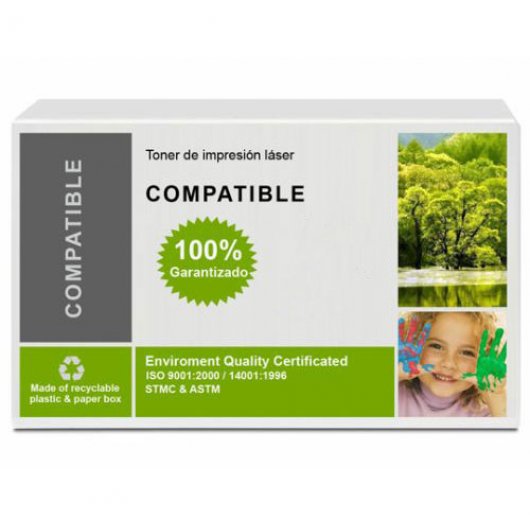 COMPATIBLE
Toner de impresión láser
COMPATIBLE
100%
Garantizado
Made of recyclable
plastic & paper box
Enviroment Quality Certificated
ISO 9001:2000 / 14001:1996
STMC & ASTM